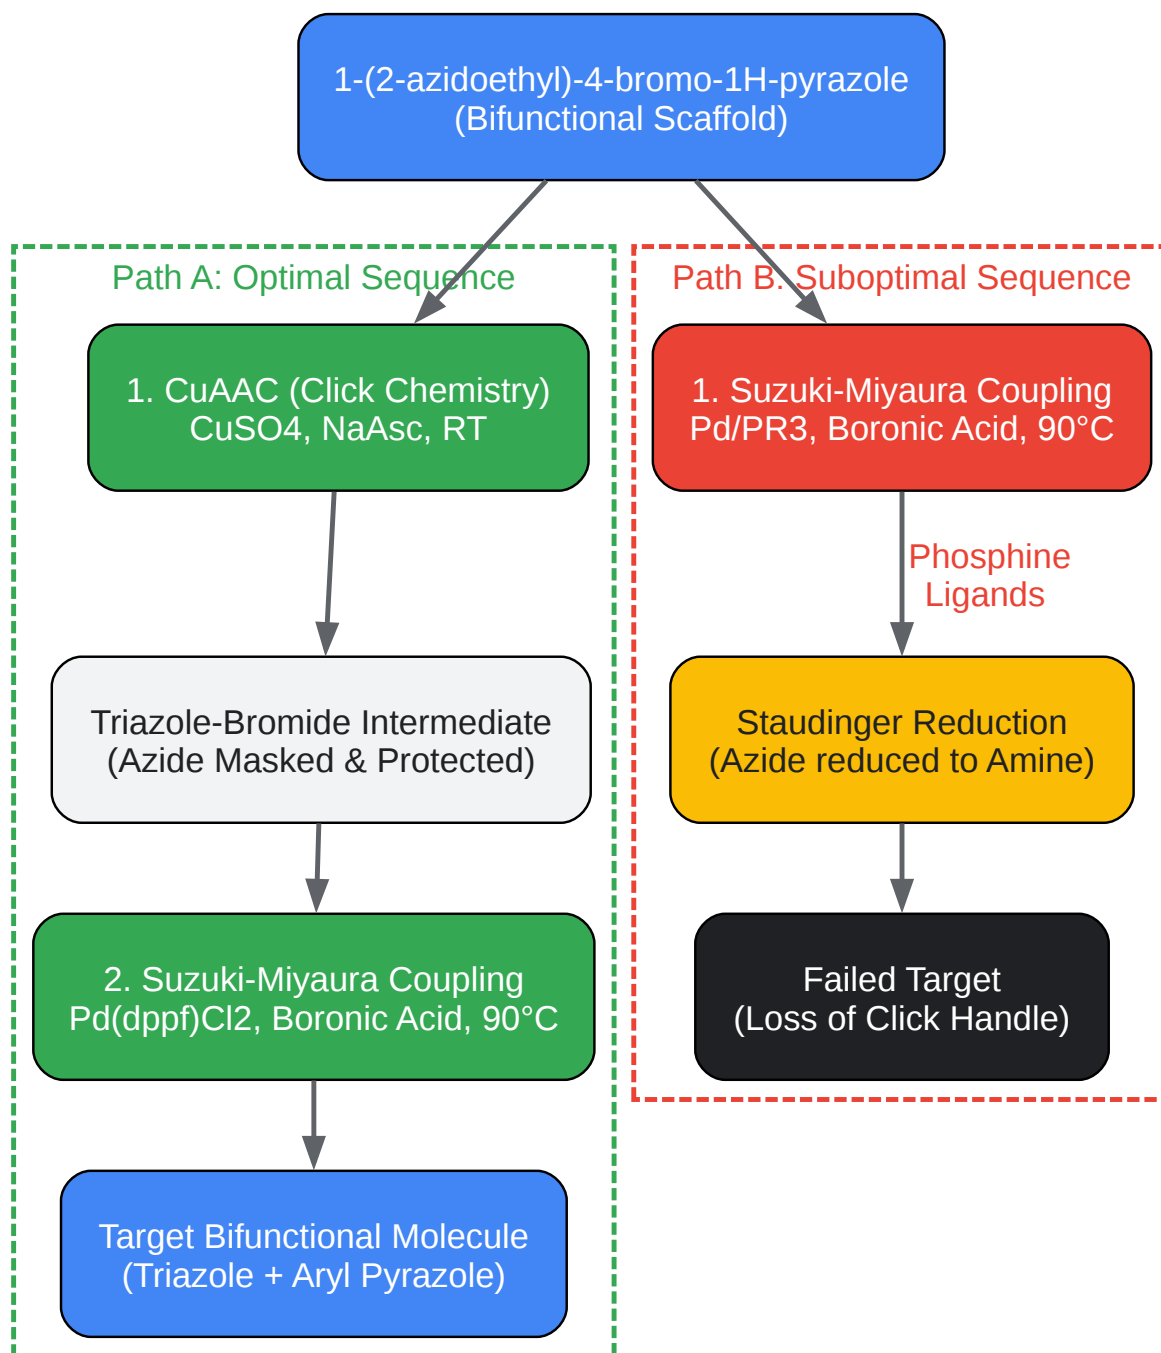 1-(2-azidoethyl)-4-bromo-1H-pyrazole
(Bifunctional Scaffold)
Path A: Optimal Sequence
1. CuAAC (Click Chemistry)
CuSO4, NaAsc, RT
Triazole-Bromide Intermediate
(Azide Masked & Protected)
2. Suzuki-Miyaura Coupling
Pd(dppf)Cl2, Boronic Acid, 90°C
Target Bifunctional Molecule
(Triazole + Aryl Pyrazole)
Path B: Suboptimal Sequence
1. Suzuki-Miyaura Coupling
Pd/PR3, Boronic Acid, 90°C
Phosphine
Ligands
Staudinger Reduction
(Azide reduced to Amine)
Failed Target
(Loss of Click Handle)